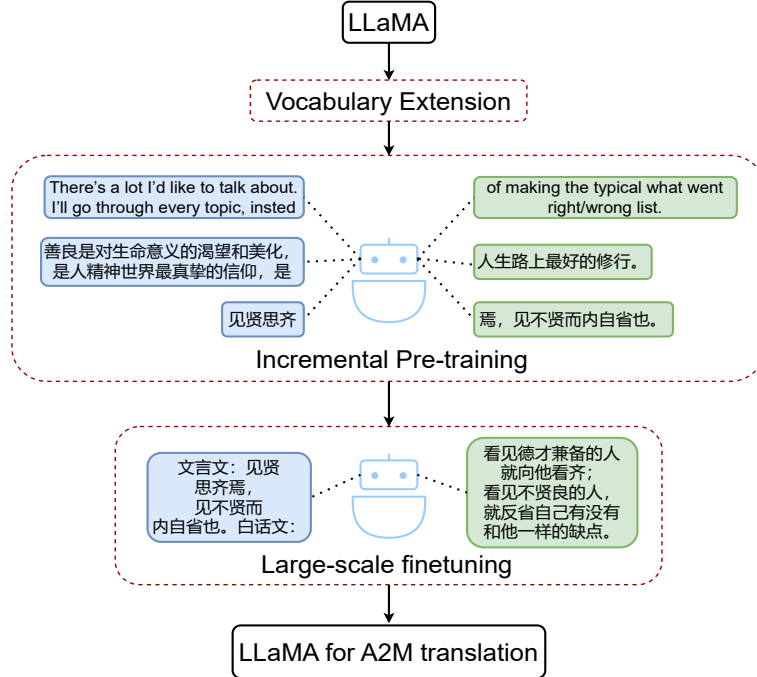 LLaMA
Vocabulary Extension
There's a lot I'd like to talk about.
I'll go through every topic, insted
of making the typical what went
right/wrong list.
善良是对生命意义的渴望和美化，
是人精神世界最真挚的信仰，是
人生路上最好的修行。
见贤思齐
焉，见不贤而内自省也。
Incremental Pre-training
文言文：见贤
思齐焉，
见不贤而
内自省也。白话文：
看见德才兼备的人
就向他看齐；
看见不贤良的人，
就反省自己有没有
和他一样的缺点。
Large-scale finetuning
LLaMA for A2M translation